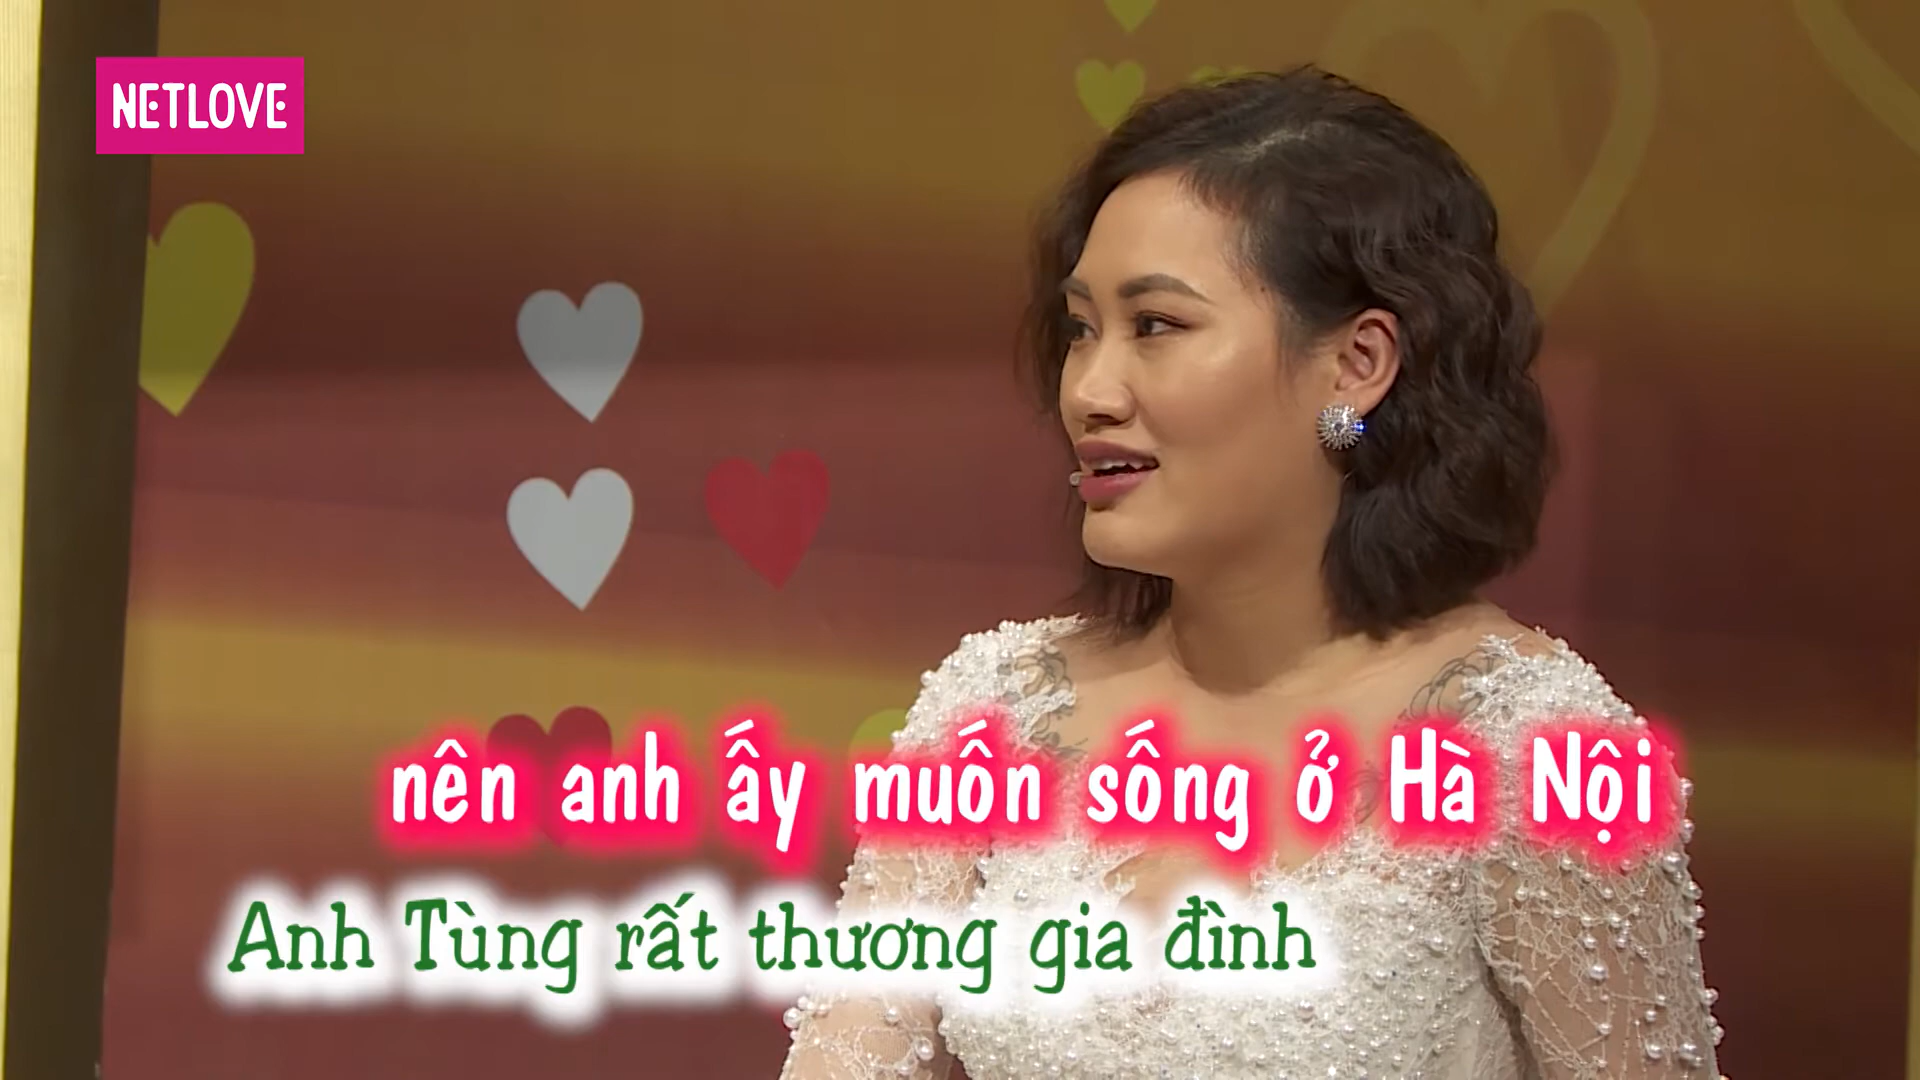 NETLOVE
nên anh ấy muốn sống ở Hà Nội
Anh Tùng rất thương gia đình